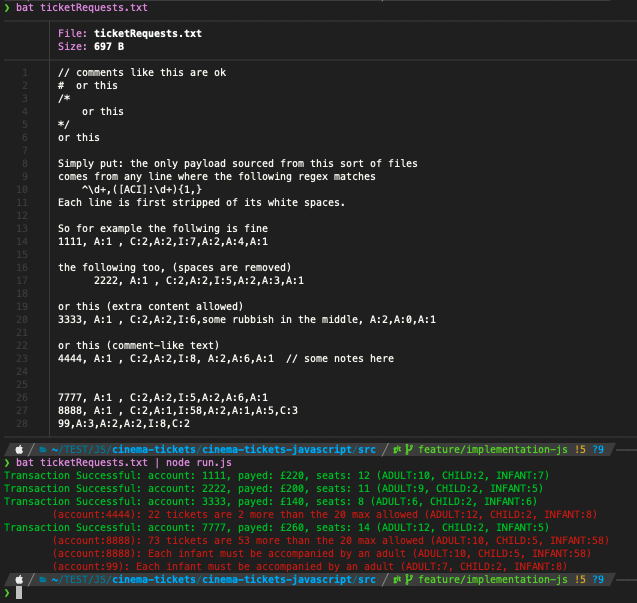 ❯ bat ticketRequests.txt
File: ticketRequests.txt
Size: 697 B
1 // comments like this are ok
2 #  or this
3 /*
4     or this
5 */
6 or this
7
8 Simply put: the only payload sourced from this sort of files
9 comes from any line where the following regex matches
10     ^\d+,([ACI]:\d+){1,}
11 Each line is first stripped of its white spaces.
12
13 So for example the follwing is fine
14 1111, A:1 , C:2,A:2,I:7,A:2,A:4,A:1
15
16 the following too, (spaces are removed)
17       2222, A:1 , C:2,A:2,I:5,A:2,A:3,A:1
18
19 or this (extra content allowed)
20 3333, A:1 , C:2,A:2,I:6,some rubbish in the middle, A:2,A:0,A:1
21
22 or this (comment-like text)
23 4444, A:1 , C:2,A:2,I:8, A:2,A:6,A:1  // some notes here
24
25
26 7777, A:1 , C:2,A:2,I:5,A:2,A:6,A:1
27 8888, A:1 , C:2,A:1,I:58,A:2,A:1,A:5,C:3
28 99,A:3,A:2,A:2,I:8,C:2
~/TEST/JS/cinema-tickets/cinema-tickets-javascript/src feature/implementation-js !5 ?9
❯ bat ticketRequests.txt | node run.js
Transaction Successful: account: 1111, payed: £220, seats: 12 (ADULT:10, CHILD:2, INFANT:7)
Transaction Successful: account: 2222, payed: £200, seats: 11 (ADULT:9, CHILD:2, INFANT:5)
Transaction Successful: account: 3333, payed: £140, seats: 8 (ADULT:6, CHILD:2, INFANT:6)
(account:4444): 22 tickets are 2 more than the 20 max allowed (ADULT:12, CHILD:2, INFANT:8)
Transaction Successful: account: 7777, payed: £260, seats: 14 (ADULT:12, CHILD:2, INFANT:5)
(account:8888): 73 tickets are 53 more than the 20 max allowed (ADULT:10, CHILD:5, INFANT:58)
(account:8888): Each infant must be accompanied by an adult (ADULT:10, CHILD:5, INFANT:58)
(account:99): Each infant must be accompanied by an adult (ADULT:7, CHILD:2, INFANT:8)
~/TEST/JS/cinema-tickets/cinema-tickets-javascript/src feature/implementation-js !5 ?9
❯